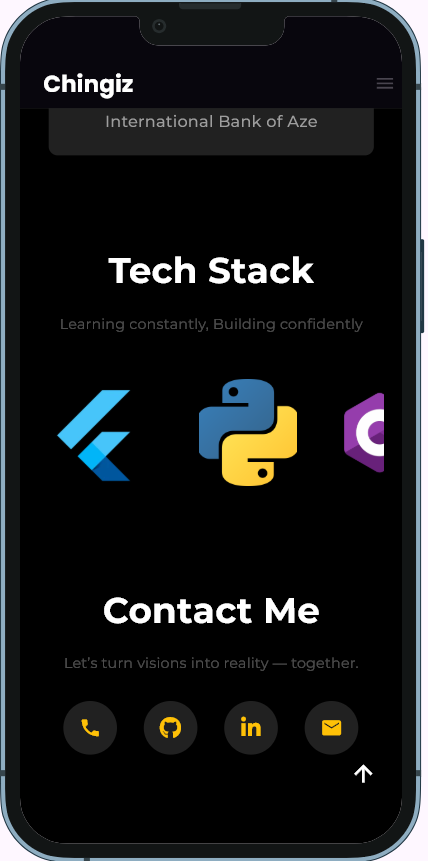 Chingiz
International Bank of Aze
Tech Stack
Learning constantly, Building confidently
Contact Me
Let's turn visions into reality — together.
in